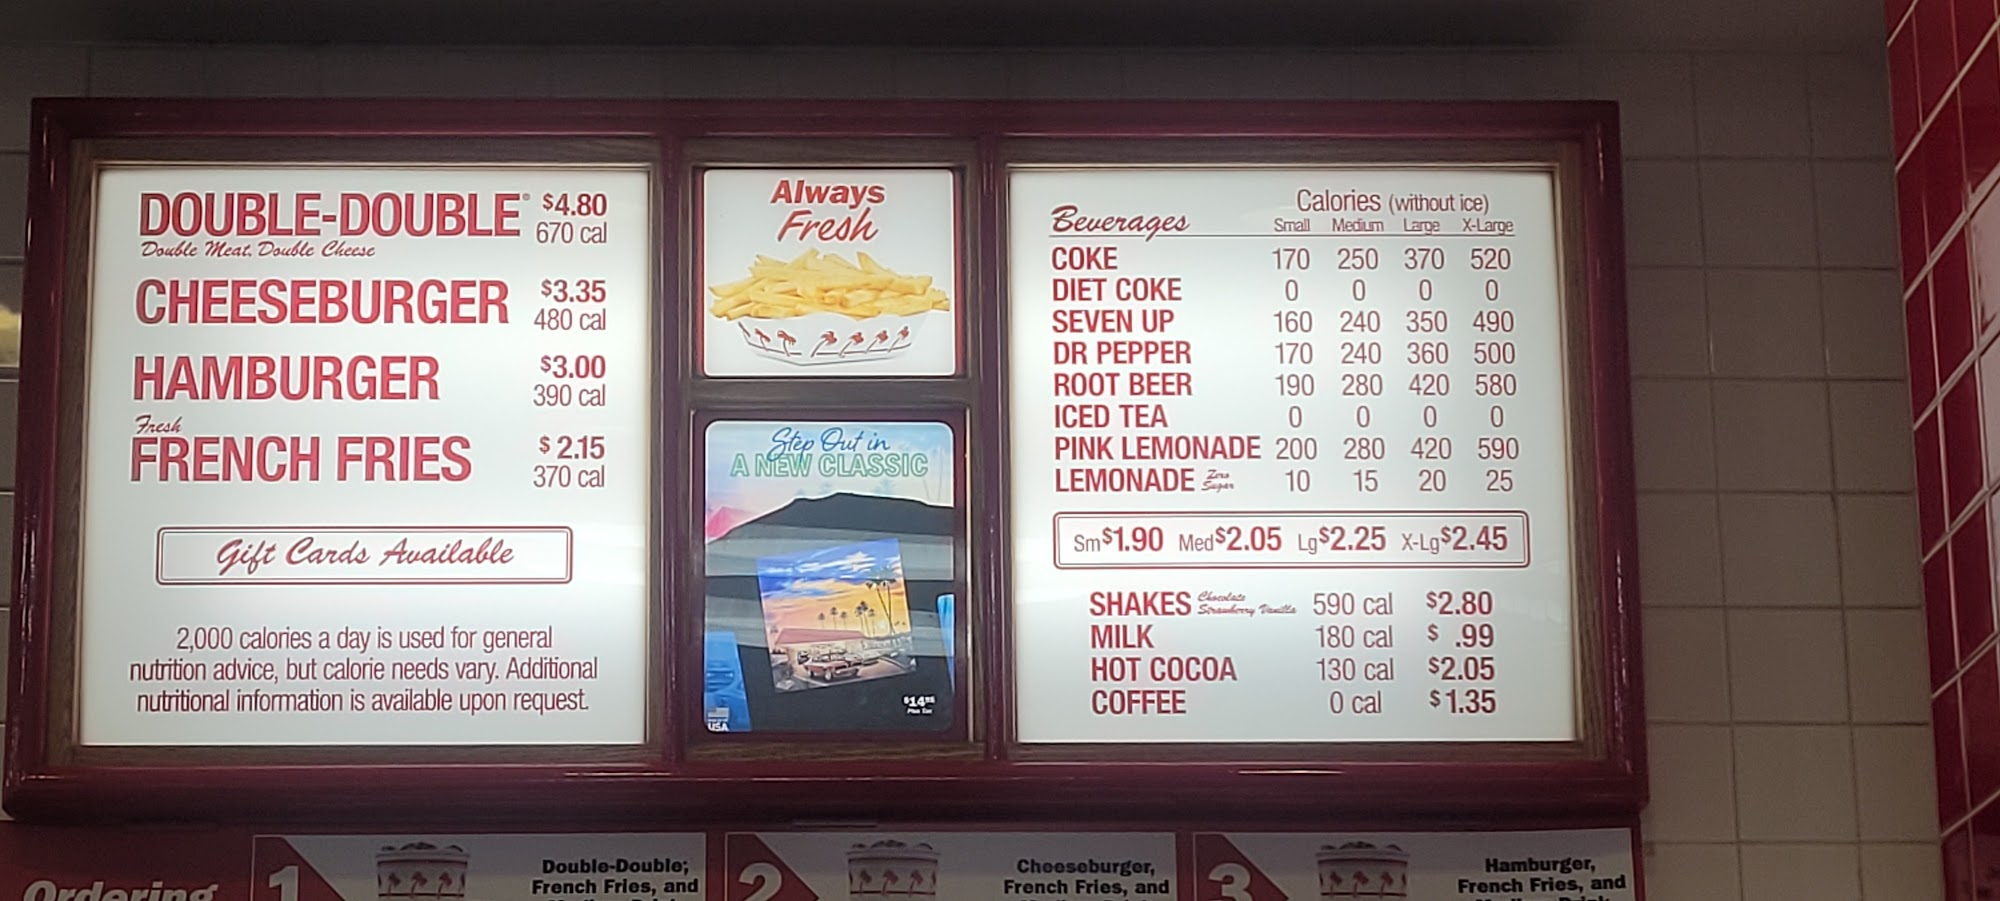 DOUBLE-DOUBLE® $4.80
Double Meat, Double Cheese 670 cal
CHEESEBURGER $3.35
480 cal
HAMBURGER $3.00
390 cal
Fresh
FRENCH FRIES $2.15
370 cal
Gift Cards Available
2,000 calories a day is used for general
nutrition advice, but calorie needs vary. Additional
nutritional information is available upon request.
Always
Fresh
Step Out in
A NEW CLASSIC
$14.95
Plus Tax
USA
Beverages Calories (without ice)
Small Medium Large X-Large
COKE 170 250 370 520
DIET COKE 0 0 0 0
SEVEN UP 160 240 350 490
DR PEPPER 170 240 360 500
ROOT BEER 190 280 420 580
ICED TEA 0 0 0 0
PINK LEMONADE 200 280 420 590
LEMONADE Zero Sugar 10 15 20 25
Sm $1.90 Med $2.05 Lg $2.25 X-Lg $2.45
SHAKES Chocolate Strawberry Vanilla 590 cal $2.80
MILK 180 cal $ .99
HOT COCOA 130 cal $2.05
COFFEE 0 cal $1.35
Ordering
1
Double-Double,
French Fries, and
2
Cheeseburger,
French Fries, and
3
Hamburger,
French Fries, and